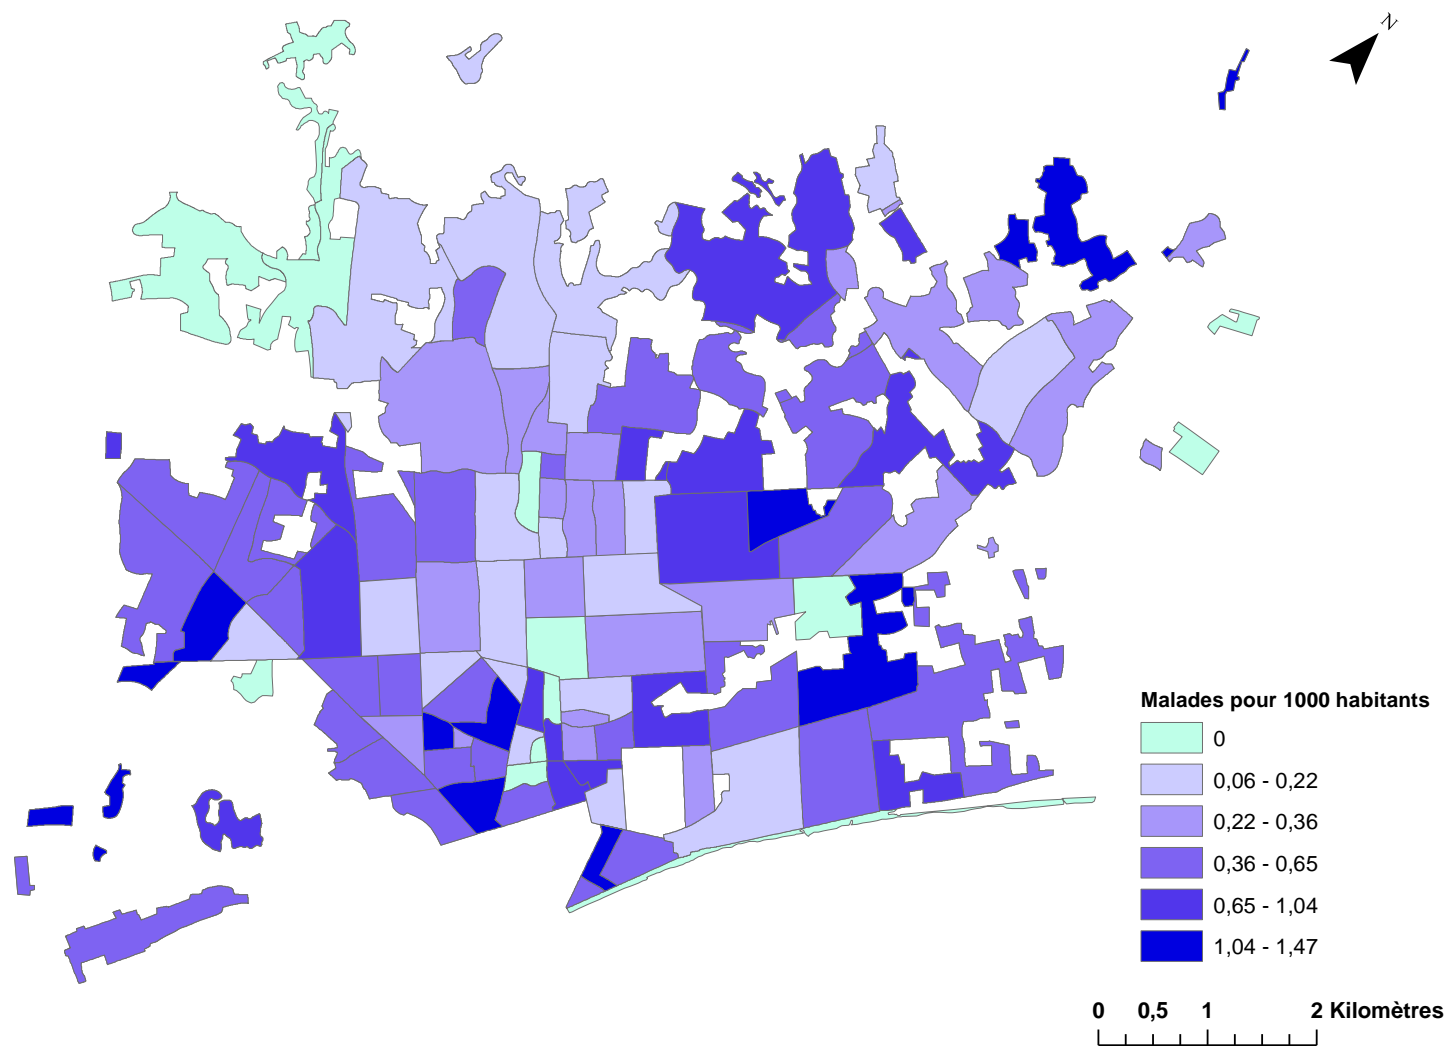 N
Malades pour 1000 habitants
0
0,06 - 0,22
0,22 - 0,36
0,36 - 0,65
0,65 - 1,04
1,04 - 1,47
0 0,5 1 2 Kilomètres